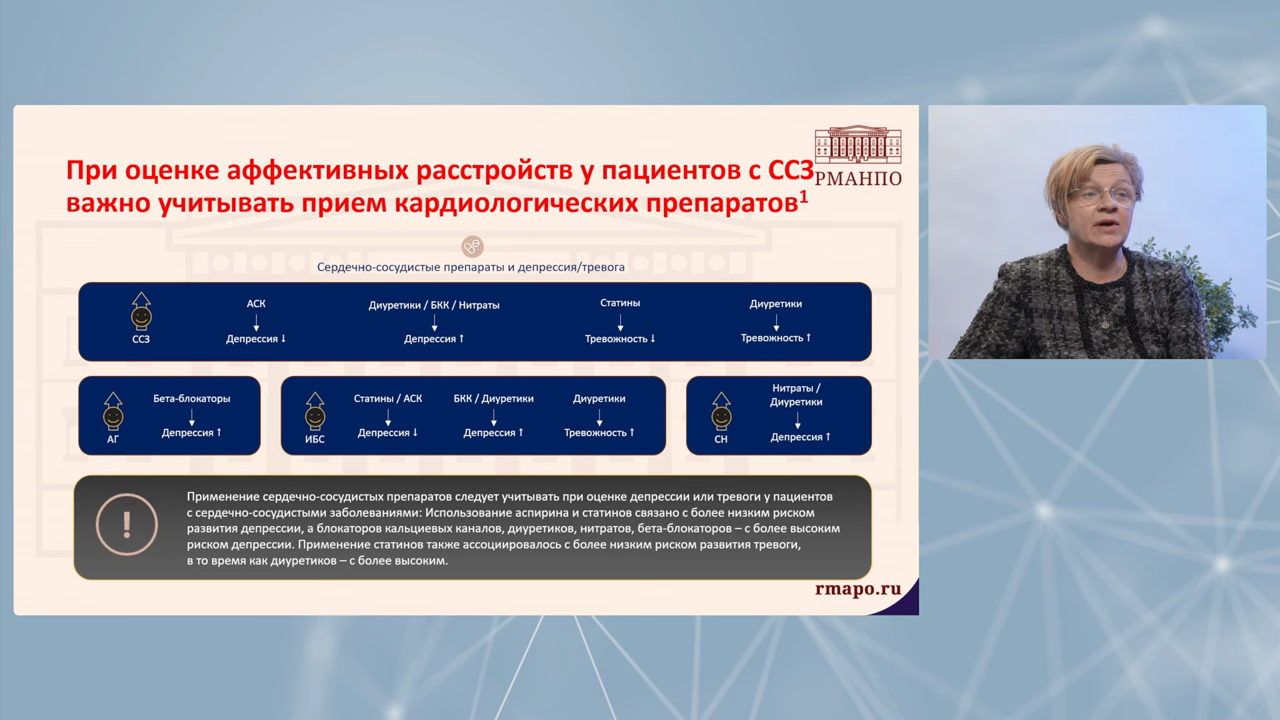 При оценке аффективных расстройств у пациентов с ССЗ
важно учитывать прием кардиологических препаратов¹
РМАНПО
Сердечно-сосудистые препараты и депрессия/тревога
ССЗ
АСК
Депрессия ↓
Диуретики / БКК / Нитраты
Депрессия ↑
Статины
Тревожность ↓
Диуретики
Тревожность ↑
АГ
Бета-блокаторы
Депрессия ↑
ИБС
Статины / АСК
Депрессия ↓
БКК / Диуретики
Депрессия ↑
Диуретики
Тревожность ↑
СН
Нитраты /
Диуретики
Депрессия ↑
!
Применение сердечно-сосудистых препаратов следует учитывать при оценке депрессии или тревоги у пациентов
с сердечно-сосудистыми заболеваниями: Использование аспирина и статинов связано с более низким риском
развития депрессии, а блокаторов кальциевых каналов, диуретиков, нитратов, бета-блокаторов – с более высоким
риском депрессии. Применение статинов также ассоциировалось с более низким риском развития тревоги,
в то время как диуретиков – с более высоким.
rmapo.ru